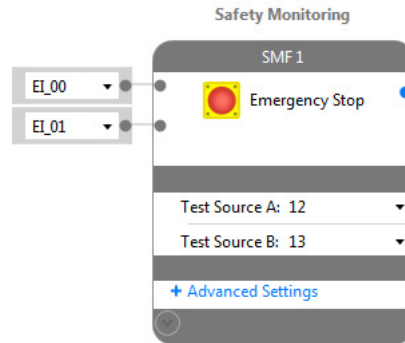 Safety Monitoring
SMF 1
EI_00
Emergency Stop
EI_01
Test Source A: 12
Test Source B: 13
+ Advanced Settings